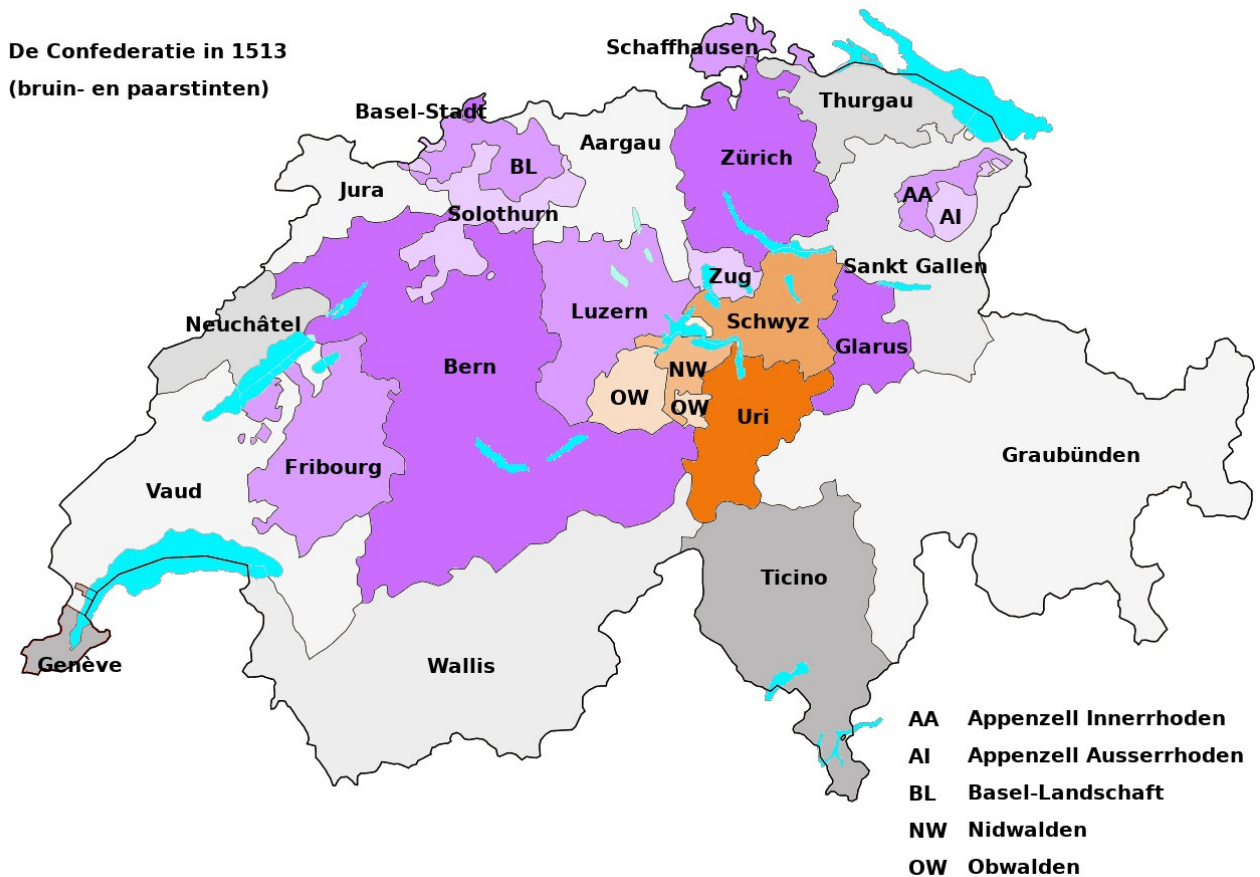 De Confederatie in 1513
(bruin- en paarstinten)
Schaffhausen
Thurgau
Basel-Stadt
Aargau
Zürich
BL
Jura
AA
Solothurn
AI
Sankt Gallen
Zug
Neuchâtel
Luzern
Schwyz
Glarus
Bern
NW
OW
OW
Uri
Graubünden
Fribourg
Vaud
Ticino
Genève
Wallis
AA Appenzell Innerrhoden
AI Appenzell Ausserrhoden
BL Basel-Landschaft
NW Nidwalden
OW Obwalden